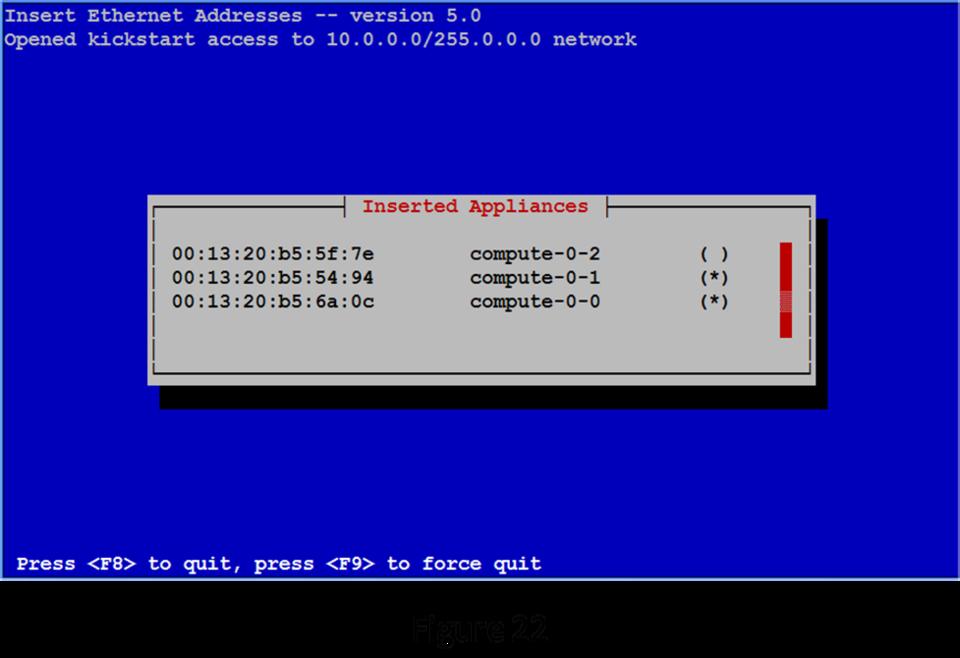 Insert Ethernet Addresses -- version 5.0
Opened kickstart access to 10.0.0.0/255.0.0.0 network
Inserted Appliances
00:13:20:b5:5f:7e compute-0-2 ( )
00:13:20:b5:54:94 compute-0-1 (*)
00:13:20:b5:6a:0c compute-0-0 (*)
Press <F8> to quit, press <F9> to force quit
Figure 22